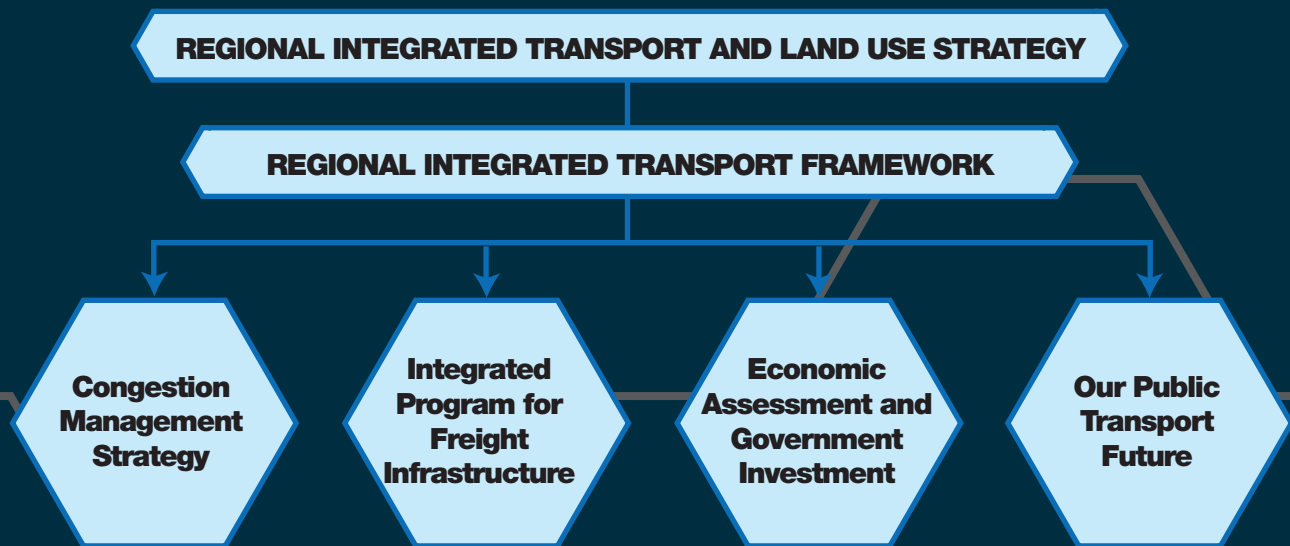 REGIONAL INTEGRATED TRANSPORT AND LAND USE STRATEGY
REGIONAL INTEGRATED TRANSPORT FRAMEWORK
Congestion
Management
Strategy
Integrated
Program for
Freight
Infrastructure
Economic
Assessment and
Government
Investment
Our Public
Transport
Future